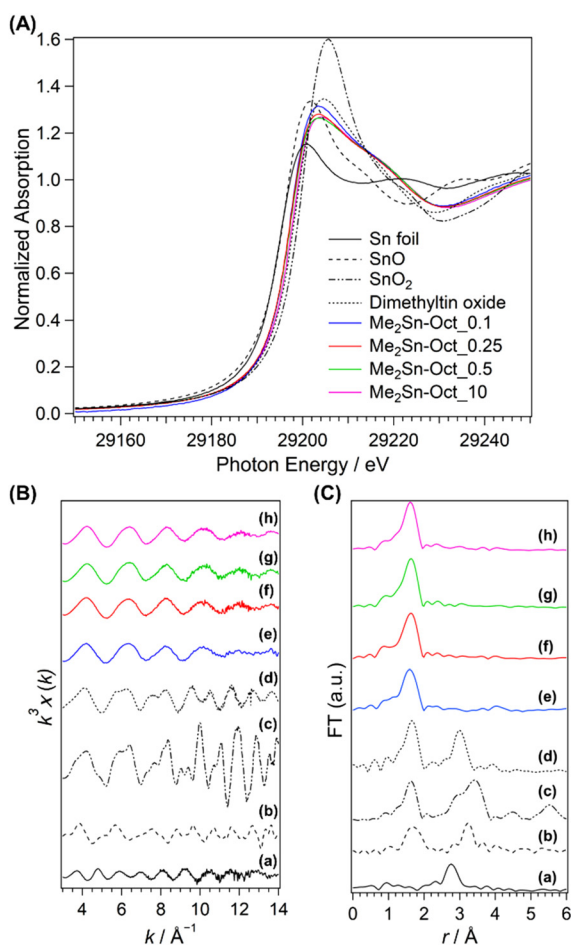 (A)
1.6
1.4
1.2
1.0
0.8
0.6
0.4
0.2
0.0
Normalized Absorption
Sn foil
SnO
SnO₂
Dimethyltin oxide
Me₂Sn-Oct_0.1
Me₂Sn-Oct_0.25
Me₂Sn-Oct_0.5
Me₂Sn-Oct_10
29160 29180 29200 29220 29240
Photon Energy / eV
(B)
k³ χ (k)
(h)
(g)
(f)
(e)
(d)
(c)
(b)
(a)
4 6 8 10 12 14
k / Å⁻¹
(C)
FT (a.u.)
(h)
(g)
(f)
(e)
(d)
(c)
(b)
(a)
0 1 2 3 4 5 6
r / Å